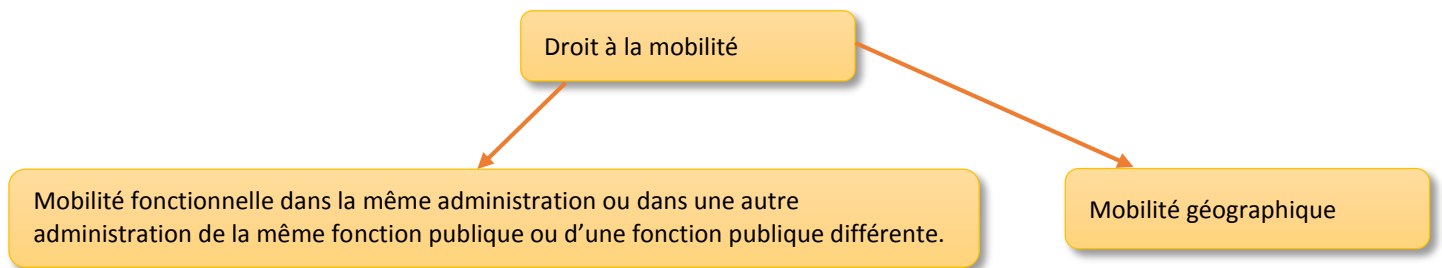 Droit à la mobilité
Mobilité fonctionnelle dans la même administration ou dans une autre
administration de la même fonction publique ou d’une fonction publique différente.
Mobilité géographique